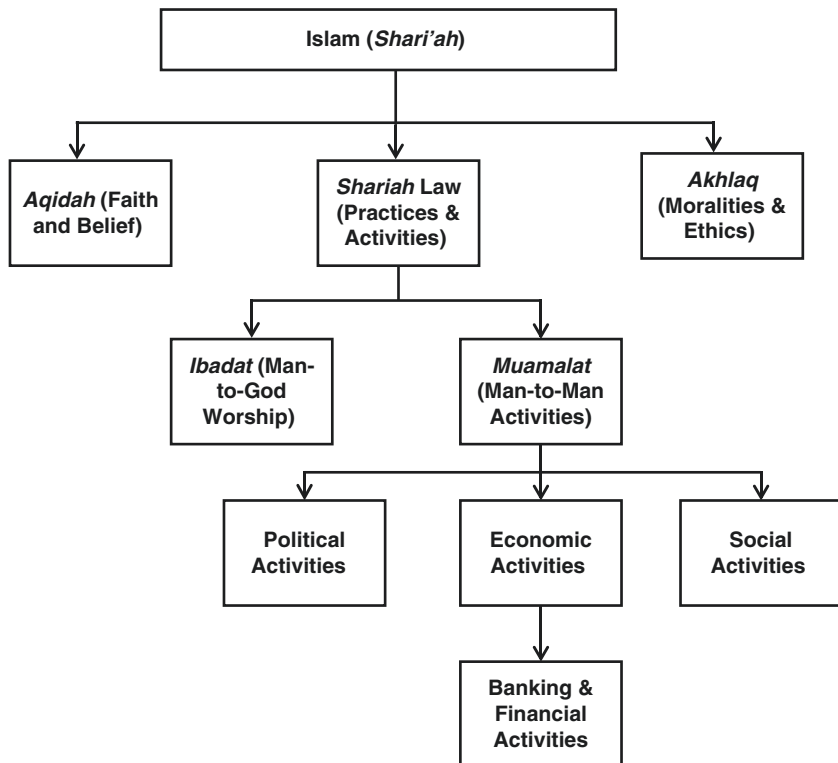 Islam (Shari’ah)
Aqidah (Faith
and Belief)
Shariah Law
(Practices &
Activities)
Akhlaq
(Moralities &
Ethics)
Ibadat (Man-
to-God
Worship)
Muamalat
(Man-to-Man
Activities)
Political
Activities
Economic
Activities
Social
Activities
Banking &
Financial
Activities